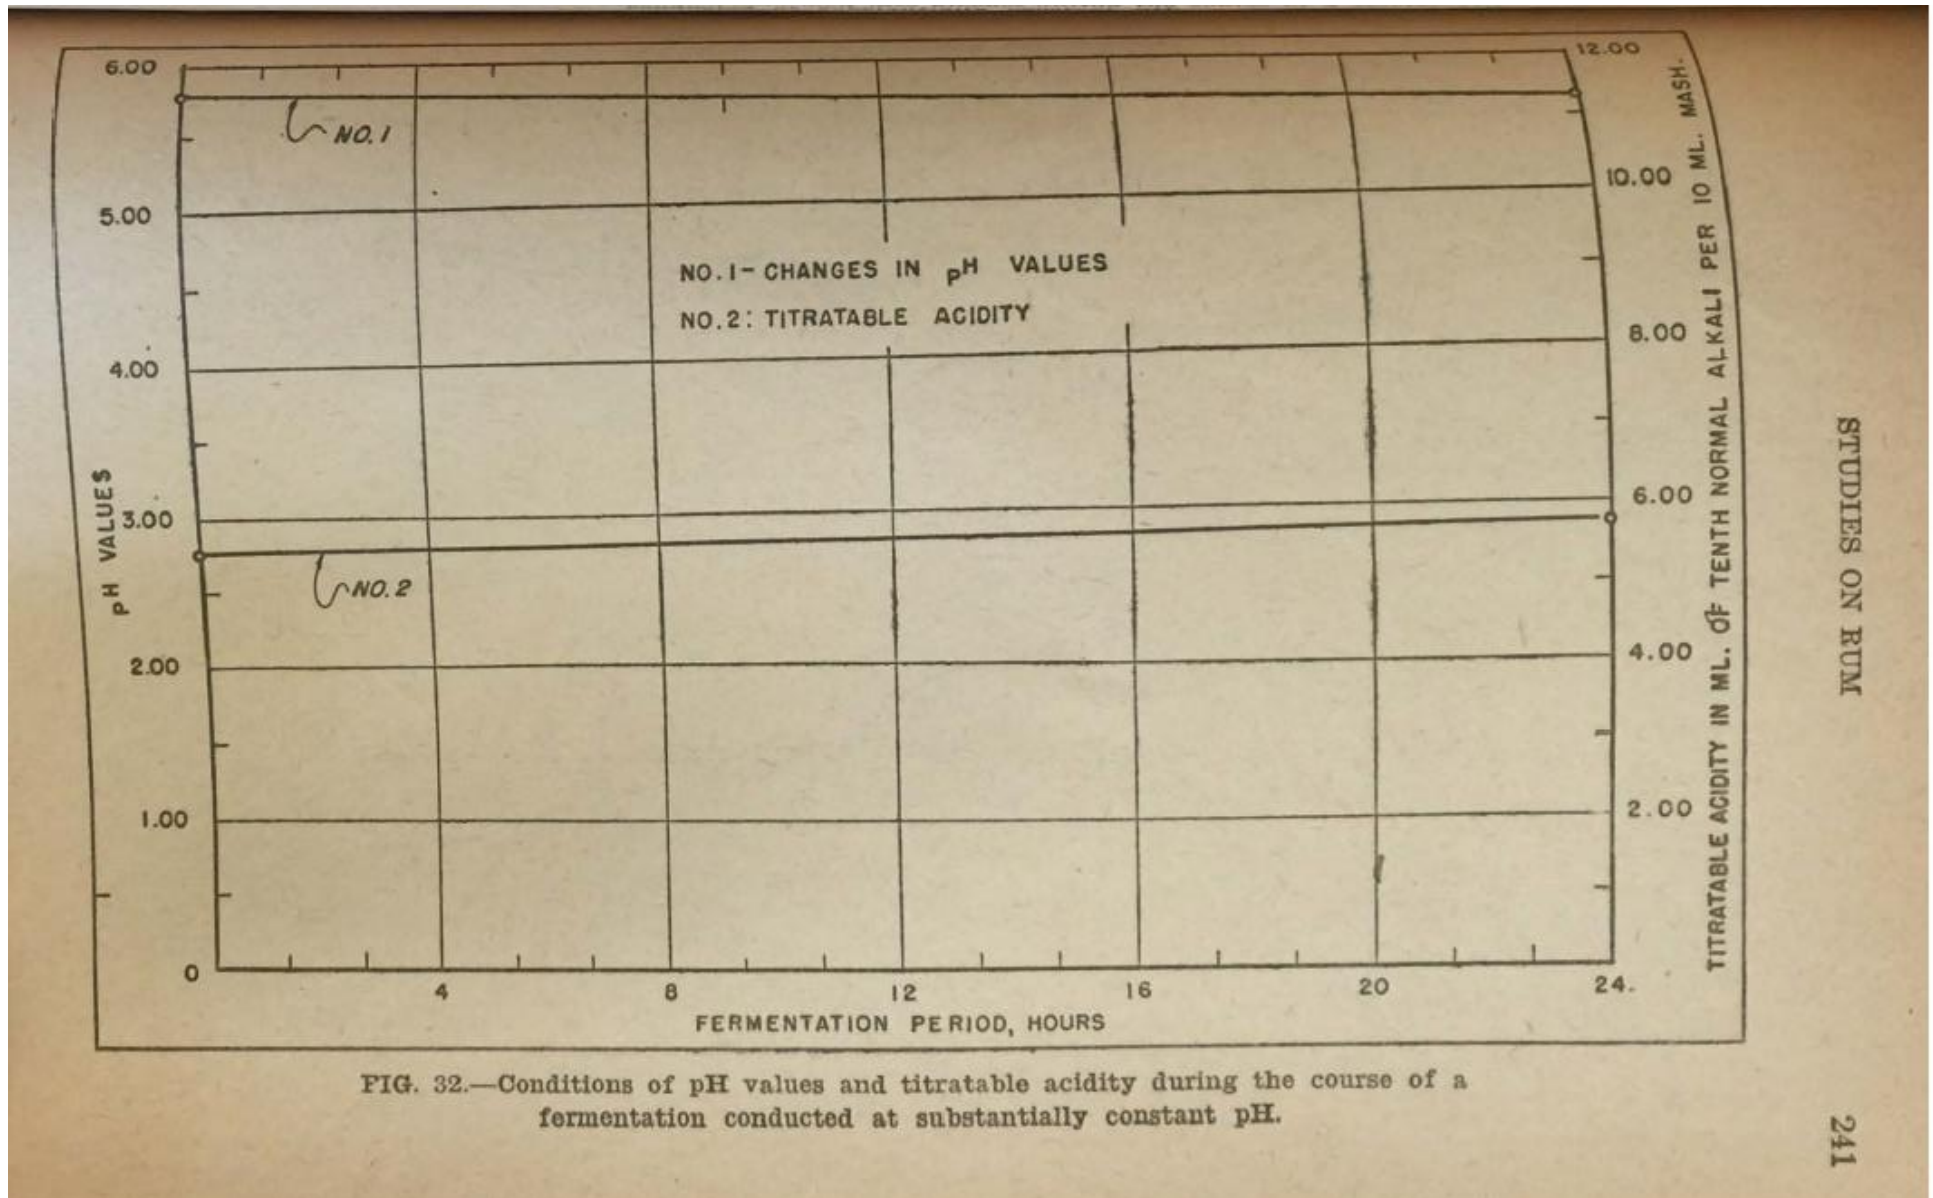 6.00
5.00
4.00
3.00
2.00
1.00
0
pH VALUES
12.00
10.00
8.00
6.00
4.00
2.00
TITRATABLE ACIDITY IN ML. OF TENTH NORMAL ALKALI PER 10 ML. MASH.
NO. 1
NO. 1- CHANGES IN pH VALUES
NO. 2: TITRATABLE ACIDITY
NO. 2
4 8 12 16 20 24.
FERMENTATION PERIOD, HOURS
FIG. 32.—Conditions of pH values and titratable acidity during the course of a
fermentation conducted at substantially constant pH.
STUDIES ON RUM
241